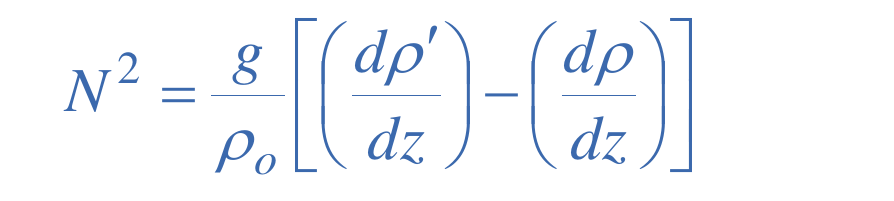 N² = g/ρₒ [(dρ′/dz) − (dρ/dz)]